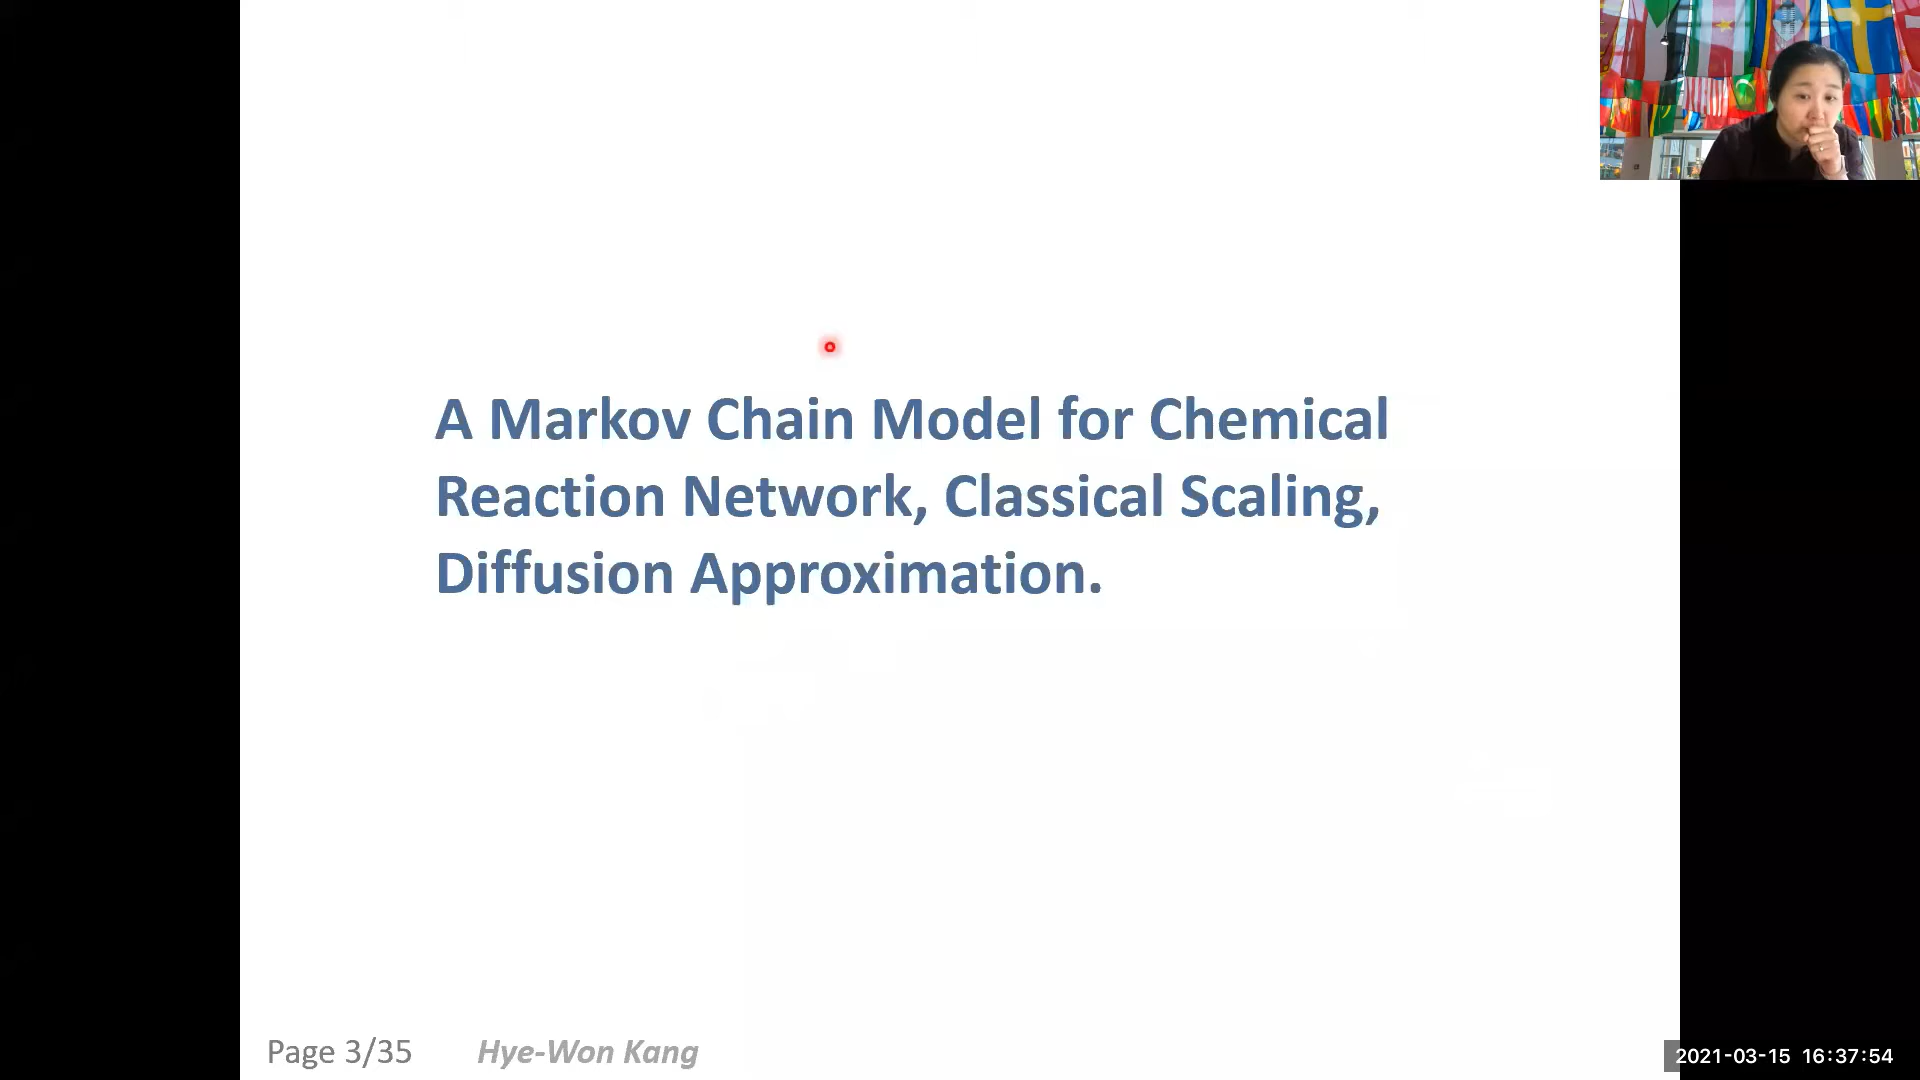 A Markov Chain Model for Chemical
Reaction Network, Classical Scaling,
Diffusion Approximation.
Page 3/35 Hye-Won Kang
2021-03-15 16:37:54